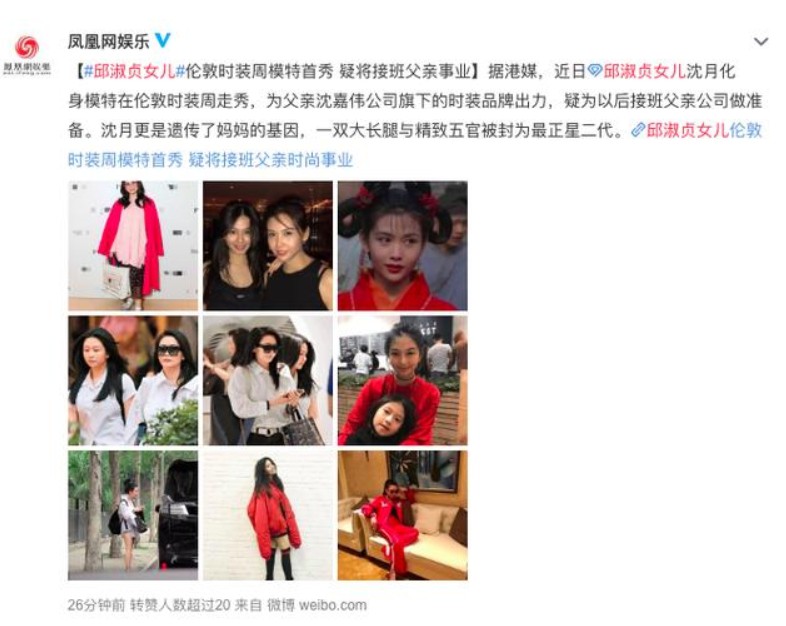 凤凰网娱乐
凤凰網娱乐
【#邱淑贞女儿#伦敦时装周模特首秀 疑将接班父亲事业】据港媒，近日邱淑贞女儿沈月化
身模特在伦敦时装周走秀，为父亲沈嘉伟公司旗下的时装品牌出力，疑为以后接班父亲公司做准
备。沈月更是遗传了妈妈的基因，一双大长腿与精致五官被封为最正星二代。邱淑贞女儿伦敦
时装周模特首秀 疑将接班父亲时尚事业
26分钟前 转赞人数超过20 来自 微博 weibo.com